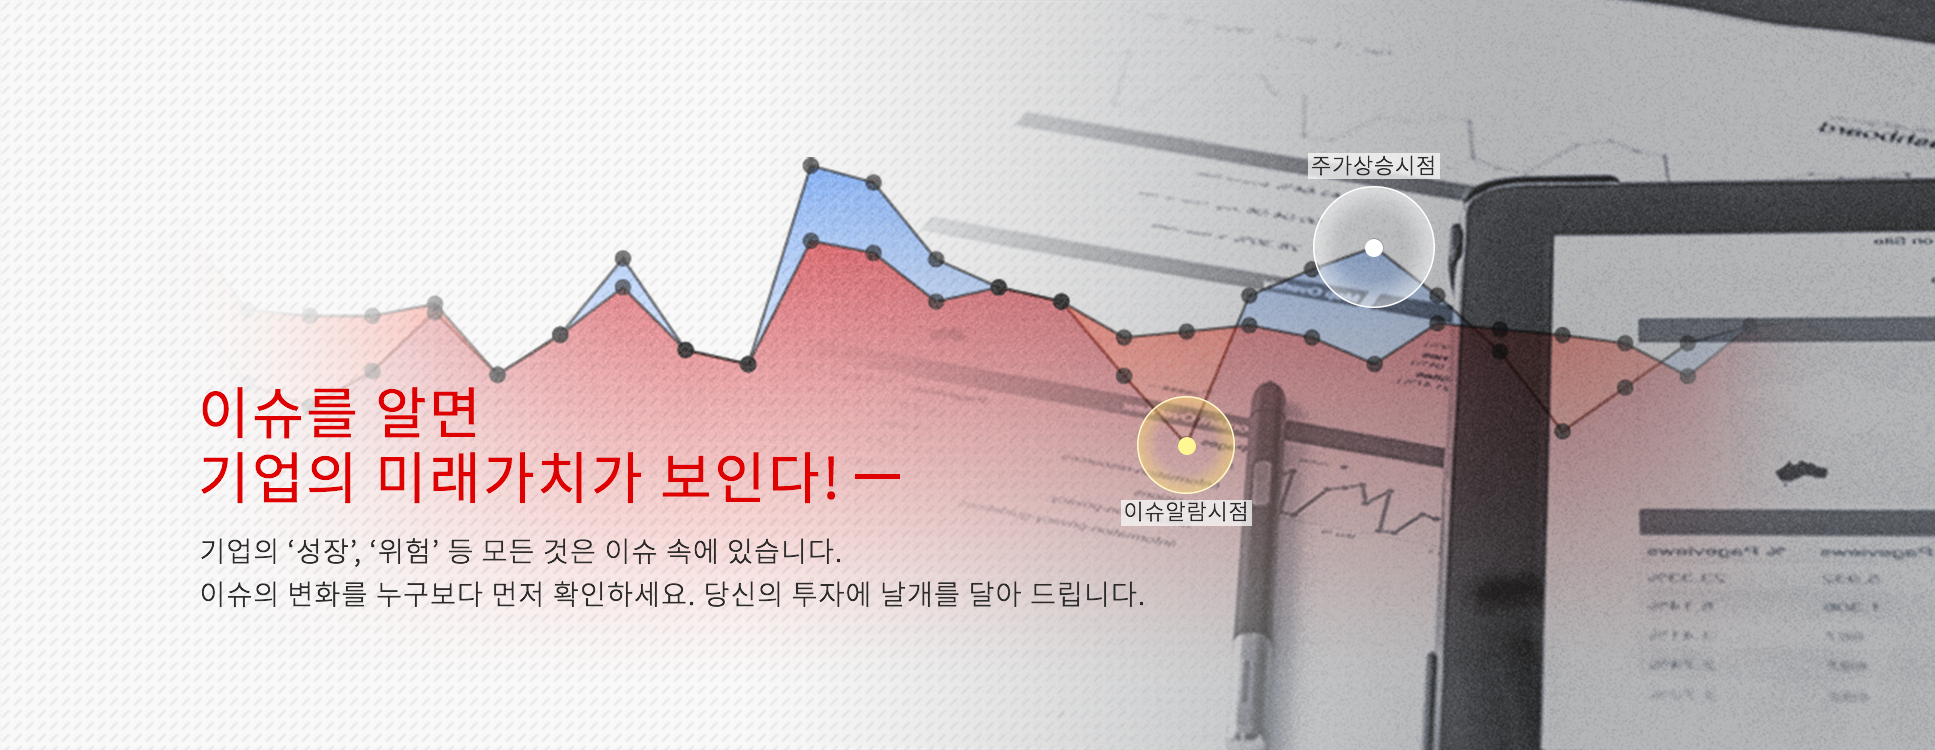 주가상승시점
이슈를 알면
기업의 미래가치가 보인다! ㅡ
이슈알람시점
기업의 ‘성장’, ‘위험’ 등 모든 것은 이슈 속에 있습니다.
이슈의 변화를 누구보다 먼저 확인하세요. 당신의 투자에 날개를 달아 드립니다.